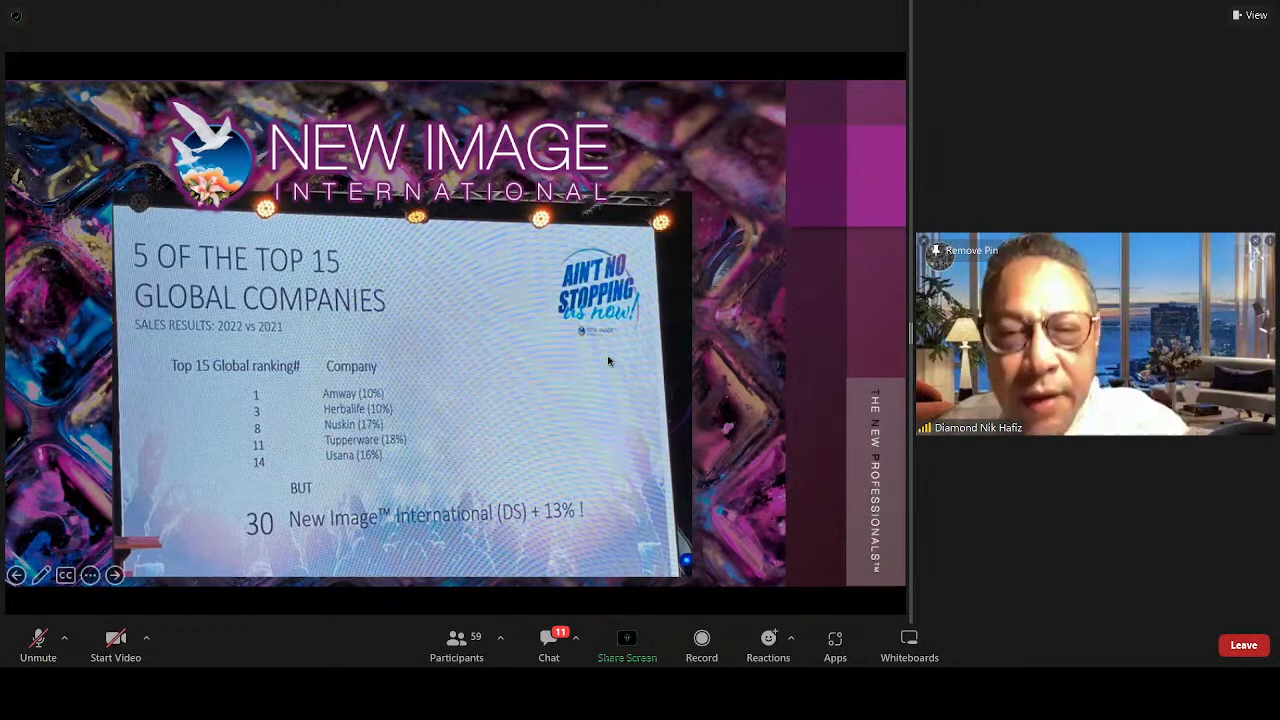 View
NEW IMAGE
INTERNATIONAL
5 OF THE TOP 15
GLOBAL COMPANIES
SALES RESULTS: 2022 vs 2021
AIN'T NO
STOPPING
us now!
NEW IMAGE
Top 15 Global ranking# Company
1 Amway (10%)
3 Herbalife (10%)
8 Nuskin (17%)
11 Tupperware (18%)
14 Usana (16%)
BUT
30 New Image™ International (DS) + 13% !
THE NEW PROFESSIONALS™
CC
Remove Pin
Diamond Nik Hafiz
Unmute
Start Video
59
Participants
11
Chat
Share Screen
Record
Reactions
Apps
Whiteboards
Leave